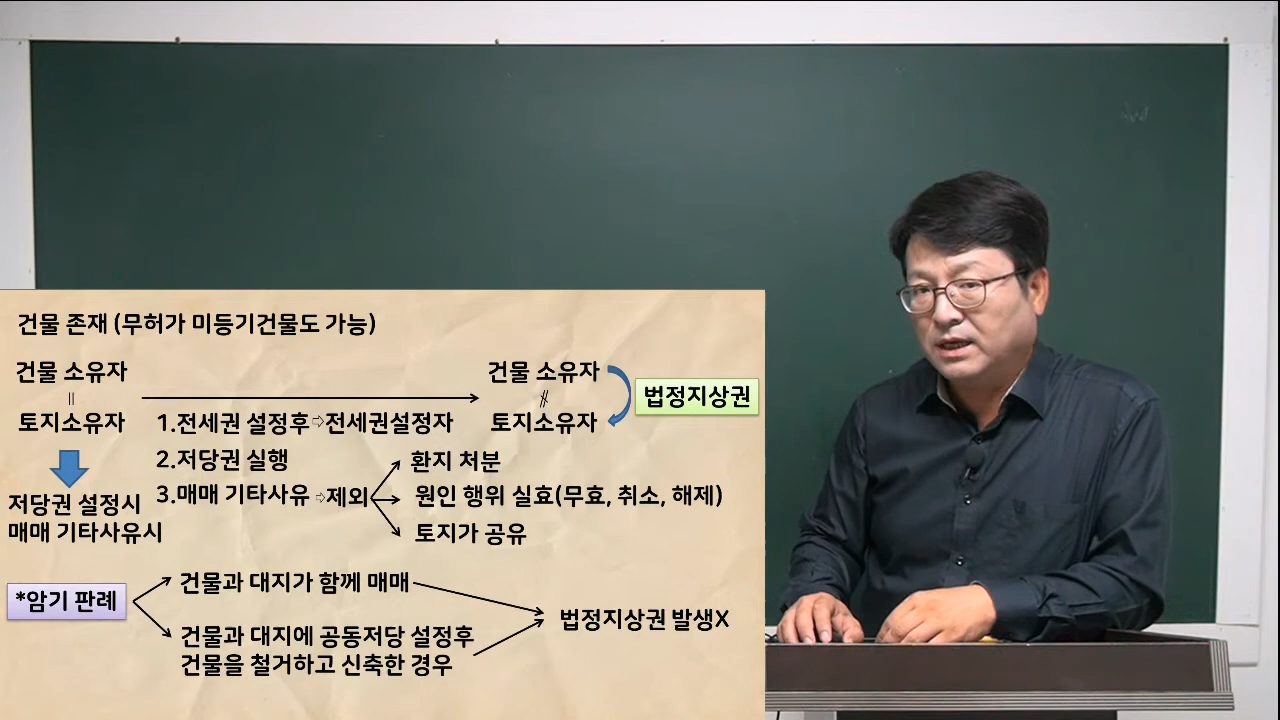 건물 존재 (무허가 미등기건물도 가능)
건물 소유자
=
토지소유자
1.전세권 설정후⇨전세권설정자
2.저당권 실행
3.매매 기타사유 ⇨제외
환지 처분
원인 행위 실효(무효, 취소, 해제)
토지가 공유
건물 소유자
≠
토지소유자
법정지상권
저당권 설정시
매매 기타사유시
*암기 판례
건물과 대지가 함께 매매
건물과 대지에 공동저당 설정후
건물을 철거하고 신축한 경우
법정지상권 발생X